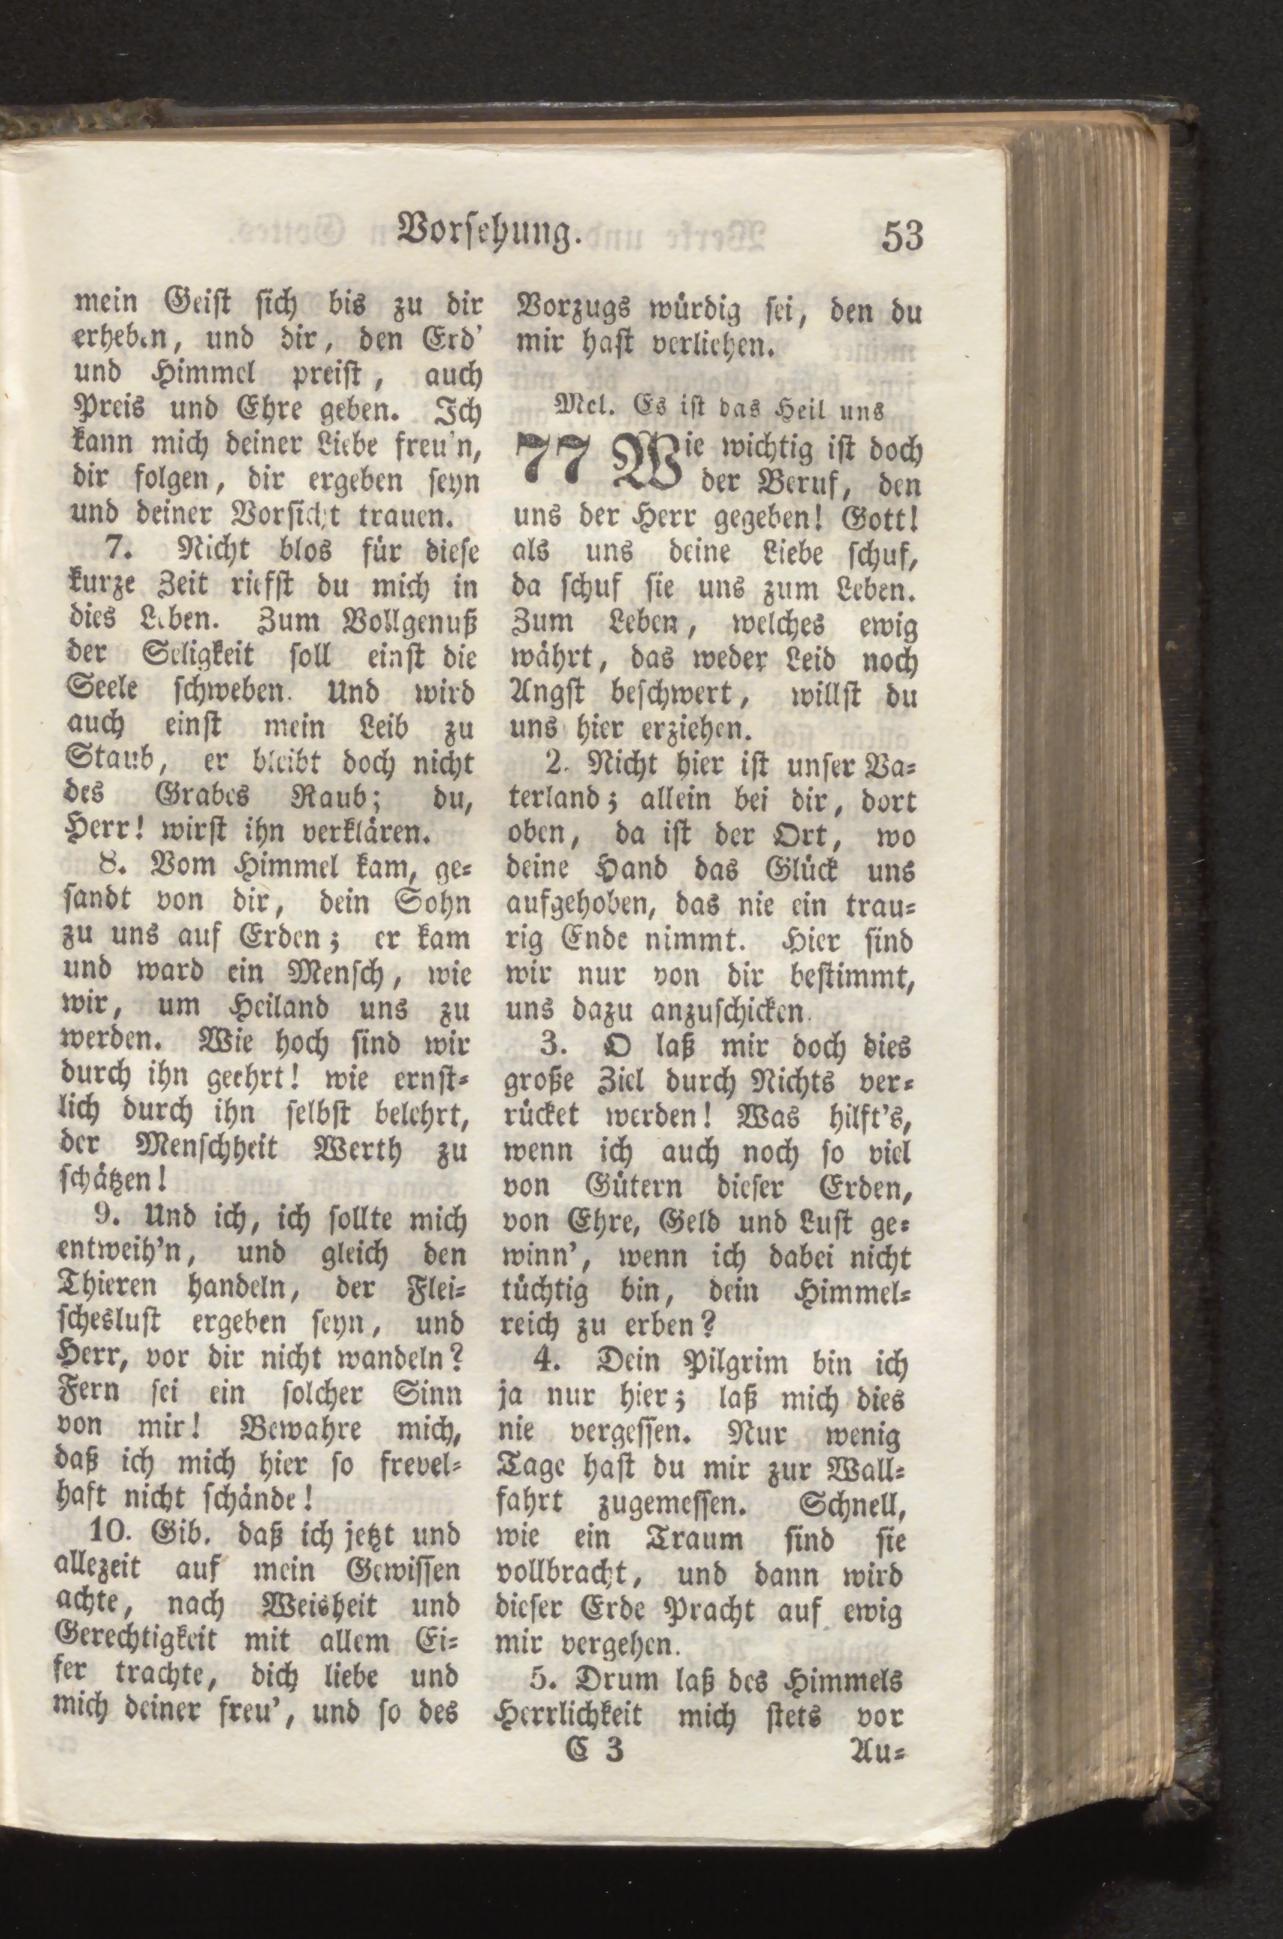 Vorsehung. 53
mein Geist sich bis zu dir
erheben, und dir, den Erd'
und Himmel preist, auch
Preis und Ehre geben. Ich
kann mich deiner Liebe freu'n,
dir folgen, dir ergeben seyn
und deiner Vorsicht trauen.
7. Nicht blos für diese
kurze Zeit riefst du mich in
dies Leben. Zum Vollgenuß
der Seligkeit soll einst die
Seele schweben. Und wird
auch einst mein Leib zu
Staub, er bleibt doch nicht
des Grabes Raub; du,
Herr! wirst ihn verklären.
8. Vom Himmel kam, ge=
sandt von dir, dein Sohn
zu uns auf Erden; er kam
und ward ein Mensch, wie
wir, um Heiland uns zu
werden. Wie hoch sind wir
durch ihn geehrt! wie ernst=
lich durch ihn selbst belehrt,
der Menschheit Werth zu
schätzen!
9. Und ich, ich sollte mich
entweih'n, und gleich den
Thieren handeln, der Flei=
scheslust ergeben seyn, und
Herr, vor dir nicht wandeln?
Fern sei ein solcher Sinn
von mir! Bewahre mich,
daß ich mich hier so frevel=
haft nicht schände!
10. Gib, daß ich jetzt und
allezeit auf mein Gewissen
achte, nach Weisheit und
Gerechtigkeit mit allem Ei=
fer trachte, dich liebe und
mich deiner freu', und so des
Vorzugs würdig sei, den du
mir hast verliehen.
Mel. Es ist das Heil uns
77 Wie wichtig ist doch
der Beruf, den
uns der Herr gegeben! Gott!
als uns deine Liebe schuf,
da schuf sie uns zum Leben.
Zum Leben, welches ewig
währt, das weder Leid noch
Angst beschwert, willst du
uns hier erziehen.
2. Nicht hier ist unser Va=
terland; allein bei dir, dort
oben, da ist der Ort, wo
deine Hand das Glück uns
aufgehoben, das nie ein trau=
rig Ende nimmt. Hier sind
wir nur von dir bestimmt,
uns dazu anzuschicken.
3. O laß mir doch dies
große Ziel durch Nichts ver=
rücket werden! Was hilft's,
wenn ich auch noch so viel
von Gütern dieser Erden,
von Ehre, Geld und Lust ge=
winn', wenn ich dabei nicht
tüchtig bin, dein Himmel=
reich zu erben?
4. Dein Pilgrim bin ich
ja nur hier; laß mich dies
nie vergessen. Nur wenig
Tage hast du mir zur Wall=
fahrt zugemessen. Schnell,
wie ein Traum sind sie
vollbracht, und dann wird
dieser Erde Pracht auf ewig
mir vergehen.
5. Drum laß des Himmels
Herrlichkeit mich stets vor
C 3 Au=